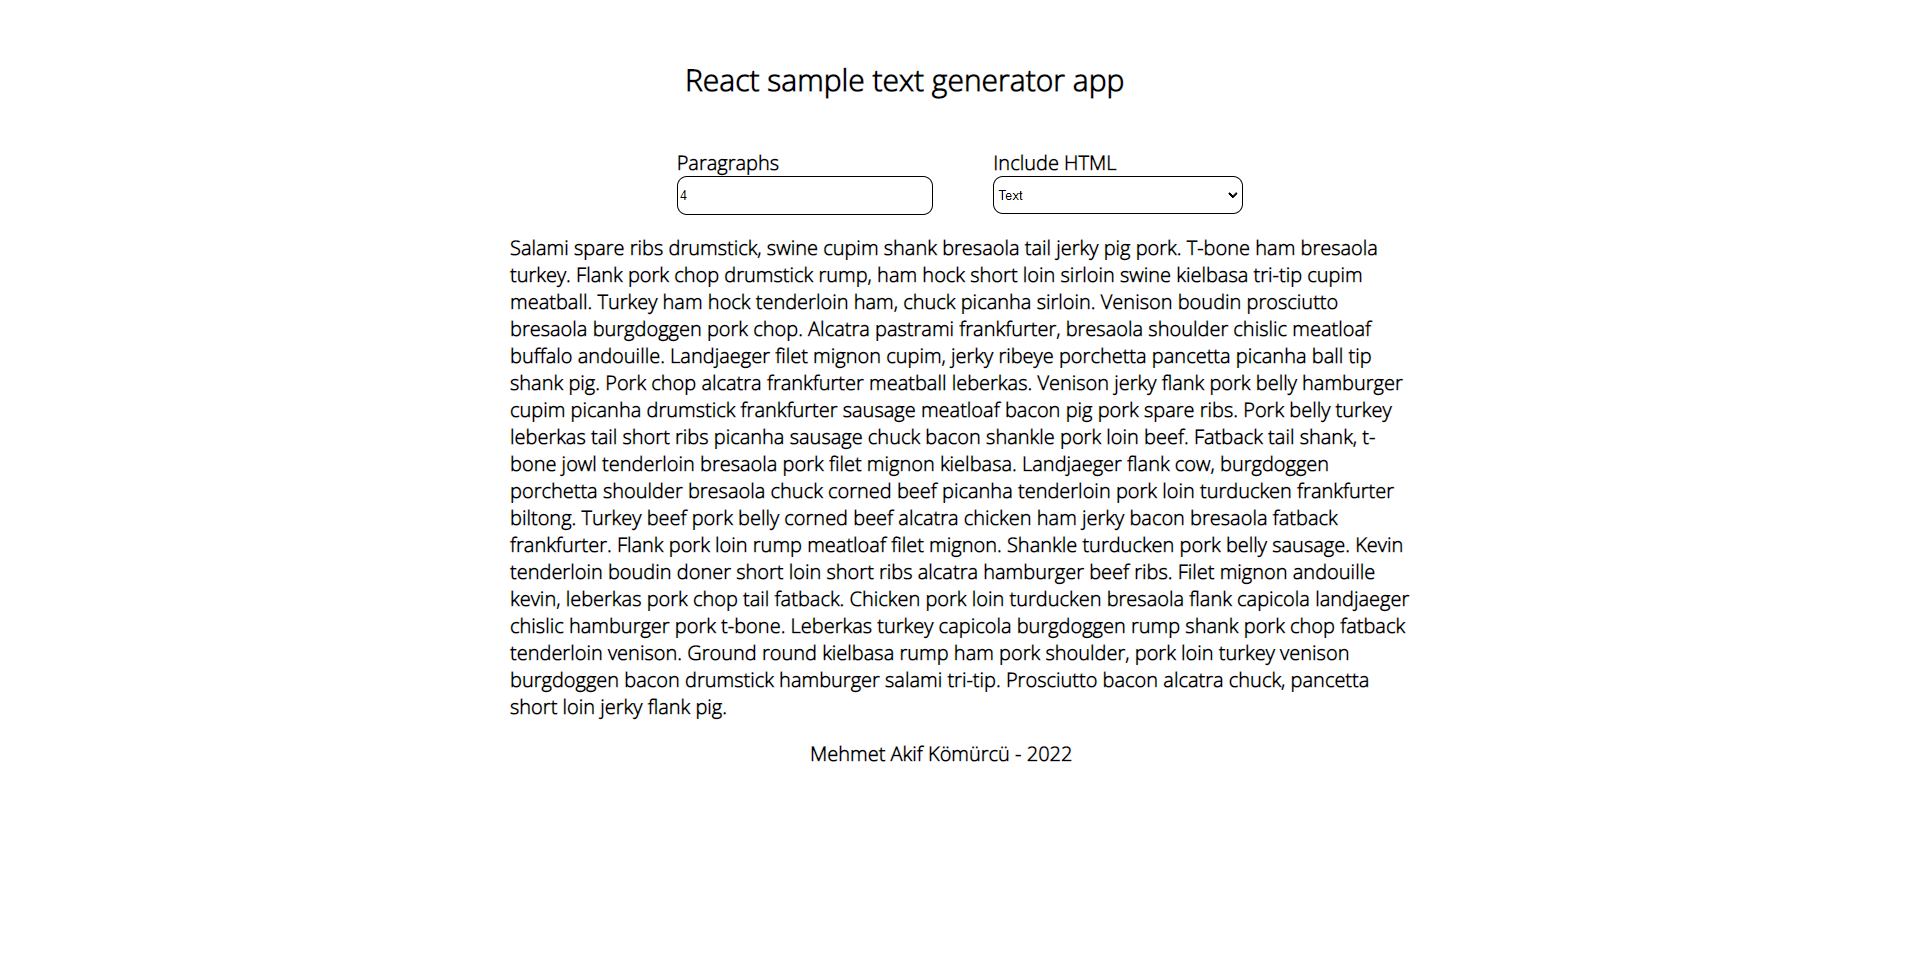 React sample text generator app
Paragraphs
Include HTML
4
Text
Salami spare ribs drumstick, swine cupim shank bresaola tail jerky pig pork. T-bone ham bresaola
turkey. Flank pork chop drumstick rump, ham hock short loin sirloin swine kielbasa tri-tip cupim
meatball. Turkey ham hock tenderloin ham, chuck picanha sirloin. Venison boudin prosciutto
bresaola burgdoggen pork chop. Alcatra pastrami frankfurter, bresaola shoulder chislic meatloaf
buffalo andouille. Landjaeger filet mignon cupim, jerky ribeye porchetta pancetta picanha ball tip
shank pig. Pork chop alcatra frankfurter meatball leberkas. Venison jerky flank pork belly hamburger
cupim picanha drumstick frankfurter sausage meatloaf bacon pig pork spare ribs. Pork belly turkey
leberkas tail short ribs picanha sausage chuck bacon shankle pork loin beef. Fatback tail shank, t-
bone jowl tenderloin bresaola pork filet mignon kielbasa. Landjaeger flank cow, burgdoggen
porchetta shoulder bresaola chuck corned beef picanha tenderloin pork loin turducken frankfurter
biltong. Turkey beef pork belly corned beef alcatra chicken ham jerky bacon bresaola fatback
frankfurter. Flank pork loin rump meatloaf filet mignon. Shankle turducken pork belly sausage. Kevin
tenderloin boudin doner short loin short ribs alcatra hamburger beef ribs. Filet mignon andouille
kevin, leberkas pork chop tail fatback. Chicken pork loin turducken bresaola flank capicola landjaeger
chislic hamburger pork t-bone. Leberkas turkey capicola burgdoggen rump shank pork chop fatback
tenderloin venison. Ground round kielbasa rump ham pork shoulder, pork loin turkey venison
burgdoggen bacon drumstick hamburger salami tri-tip. Prosciutto bacon alcatra chuck, pancetta
short loin jerky flank pig.
Mehmet Akif Kömürcü - 2022